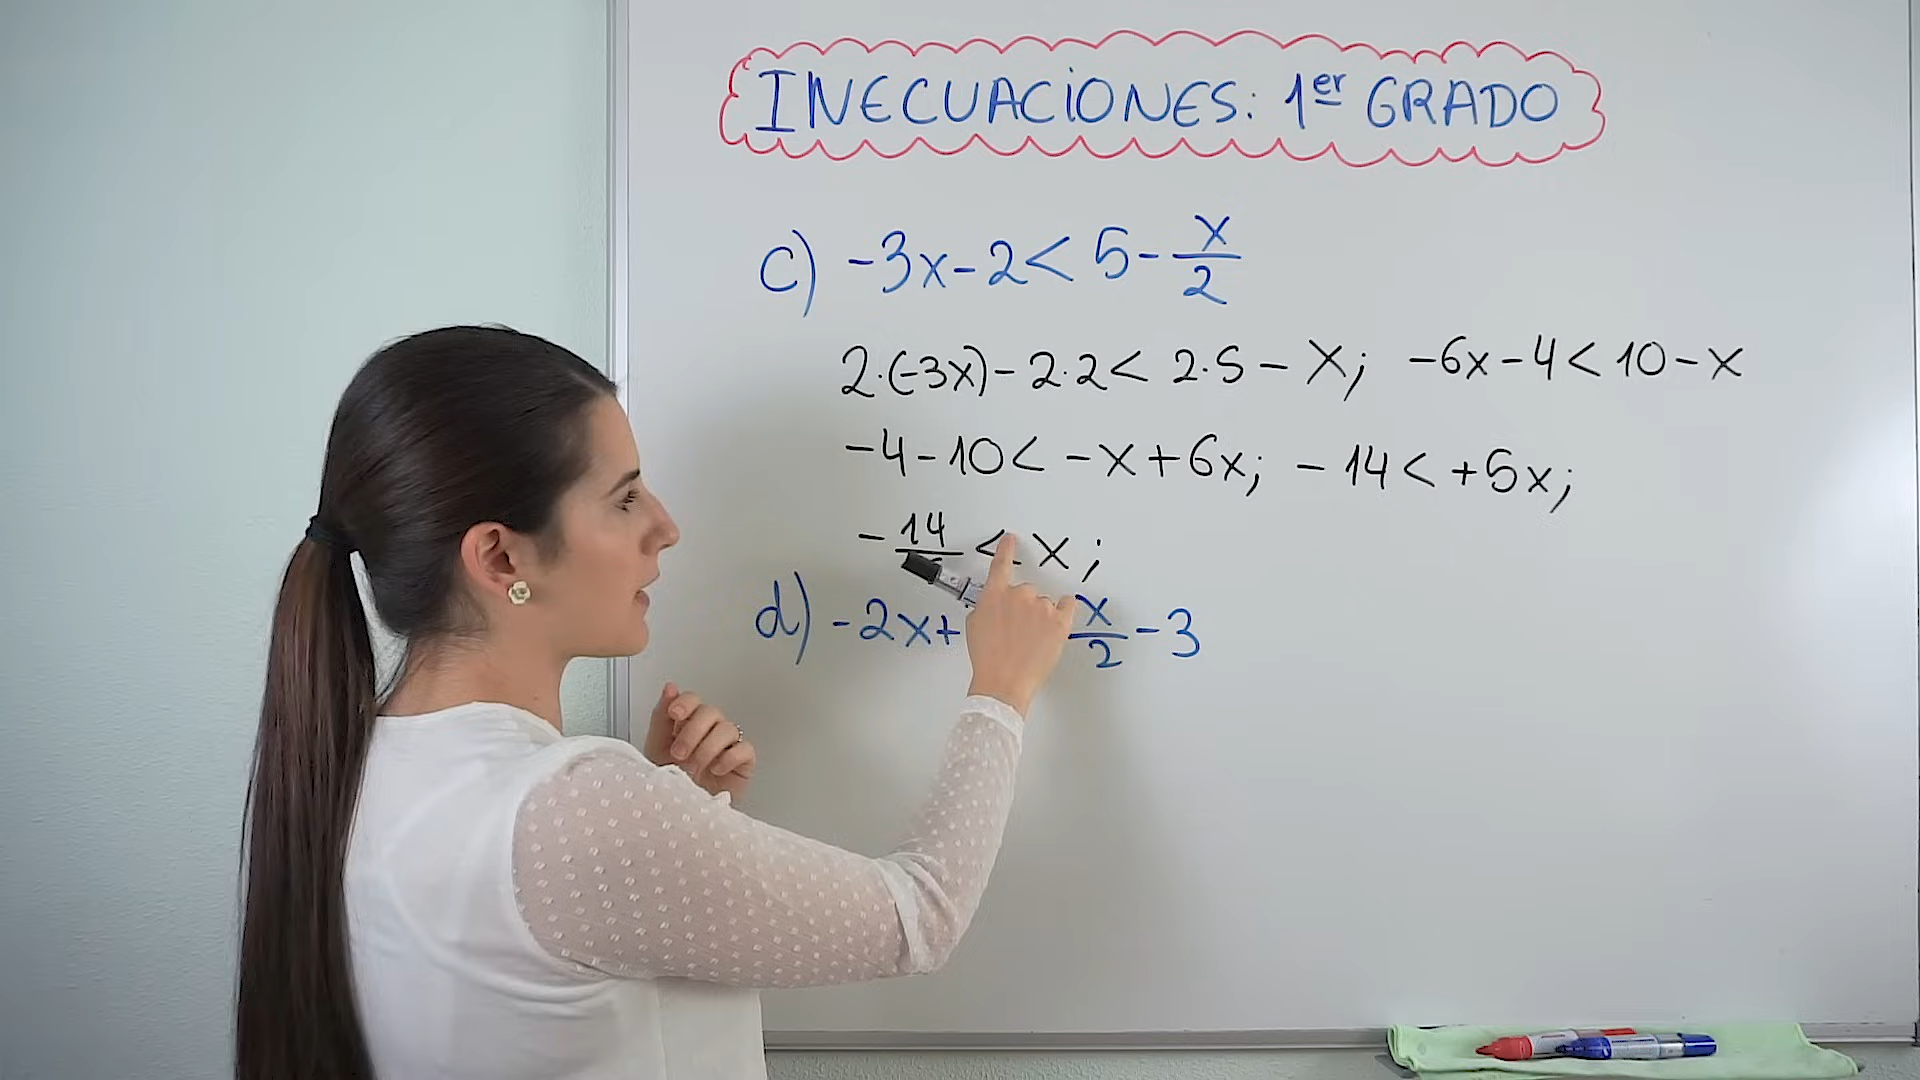 INECUACIONES: 1er GRADO
c) -3x-2< 5- x/2
2·(-3x)-2·2< 2·5-x; -6x-4<10-x
-4-10< -x+6x; -14<+5x;
-14 < x;
d) -2x+ x/2 -3